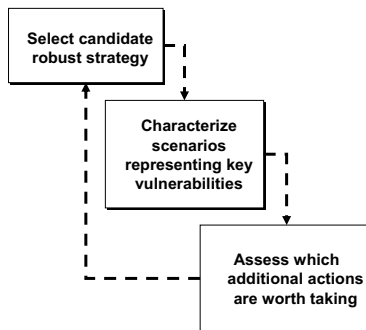 Select candidate
robust strategy
Characterize
scenarios
representing key
vulnerabilities
Assess which
additional actions
are worth taking